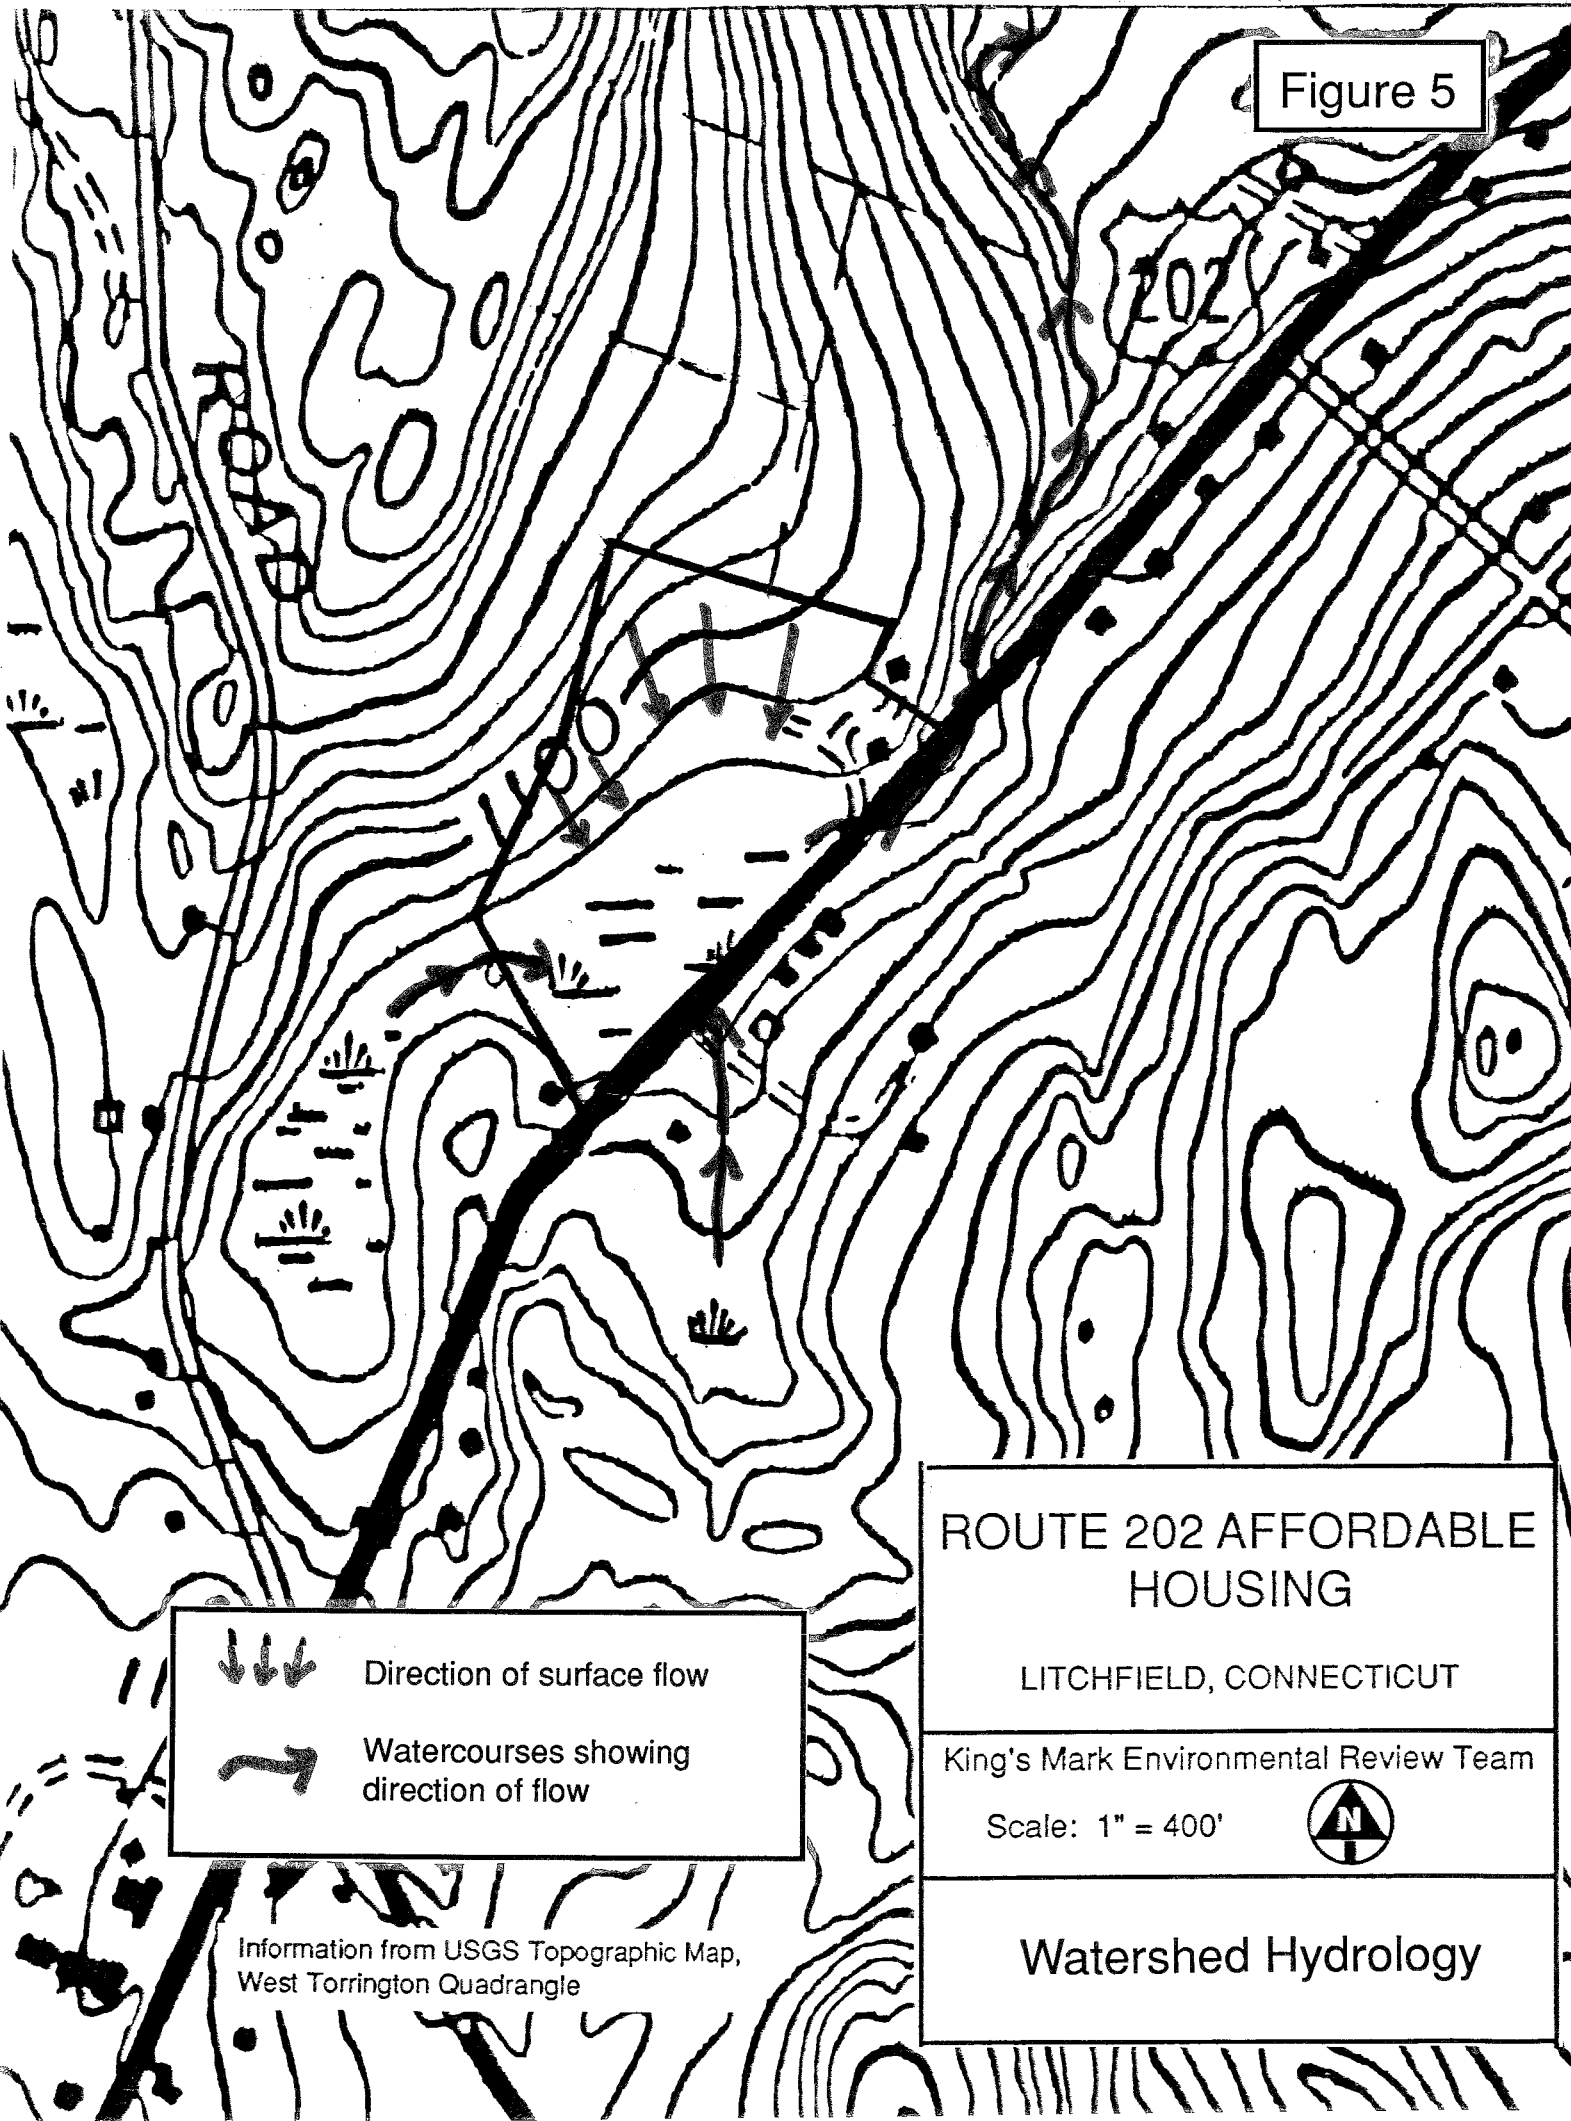 Figure 5
202
ROAD
1100
ROUTE 202 AFFORDABLE
HOUSING
LITCHFIELD, CONNECTICUT
King's Mark Environmental Review Team
Scale: 1" = 400'
N
Watershed Hydrology
Direction of surface flow
Watercourses showing
direction of flow
Information from USGS Topographic Map,
West Torrington Quadrangle